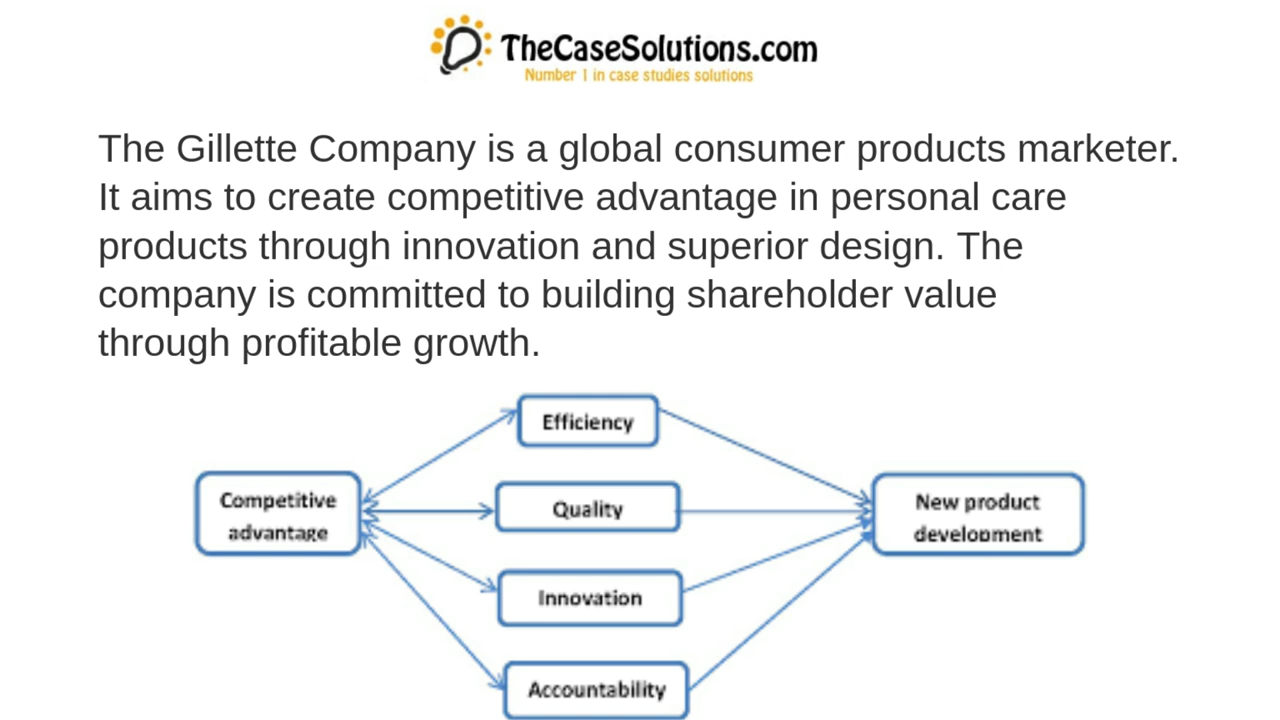 TheCaseSolutions.com
Number 1 in case studies solutions
The Gillette Company is a global consumer products marketer.
It aims to create competitive advantage in personal care
products through innovation and superior design. The
company is committed to building shareholder value
through profitable growth.
Efficiency
Competitive
advantage
Quality
New product
development
Innovation
Accountability